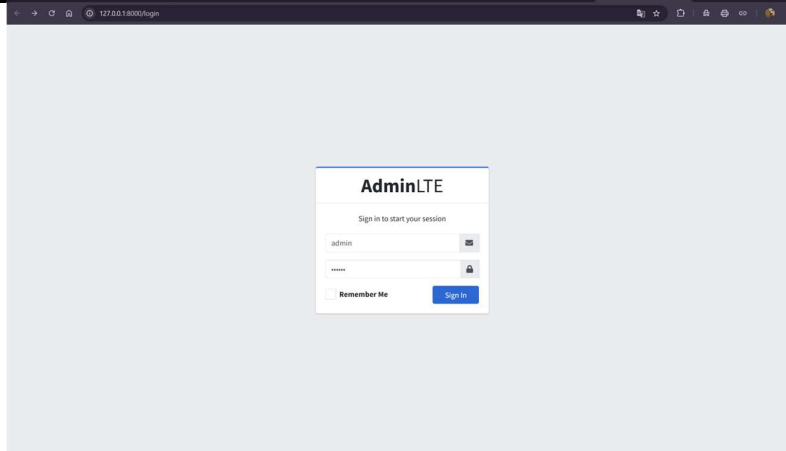 127.0.0.1:8000/login
AdminLTE
Sign in to start your session
admin
••••••
Remember Me
Sign In